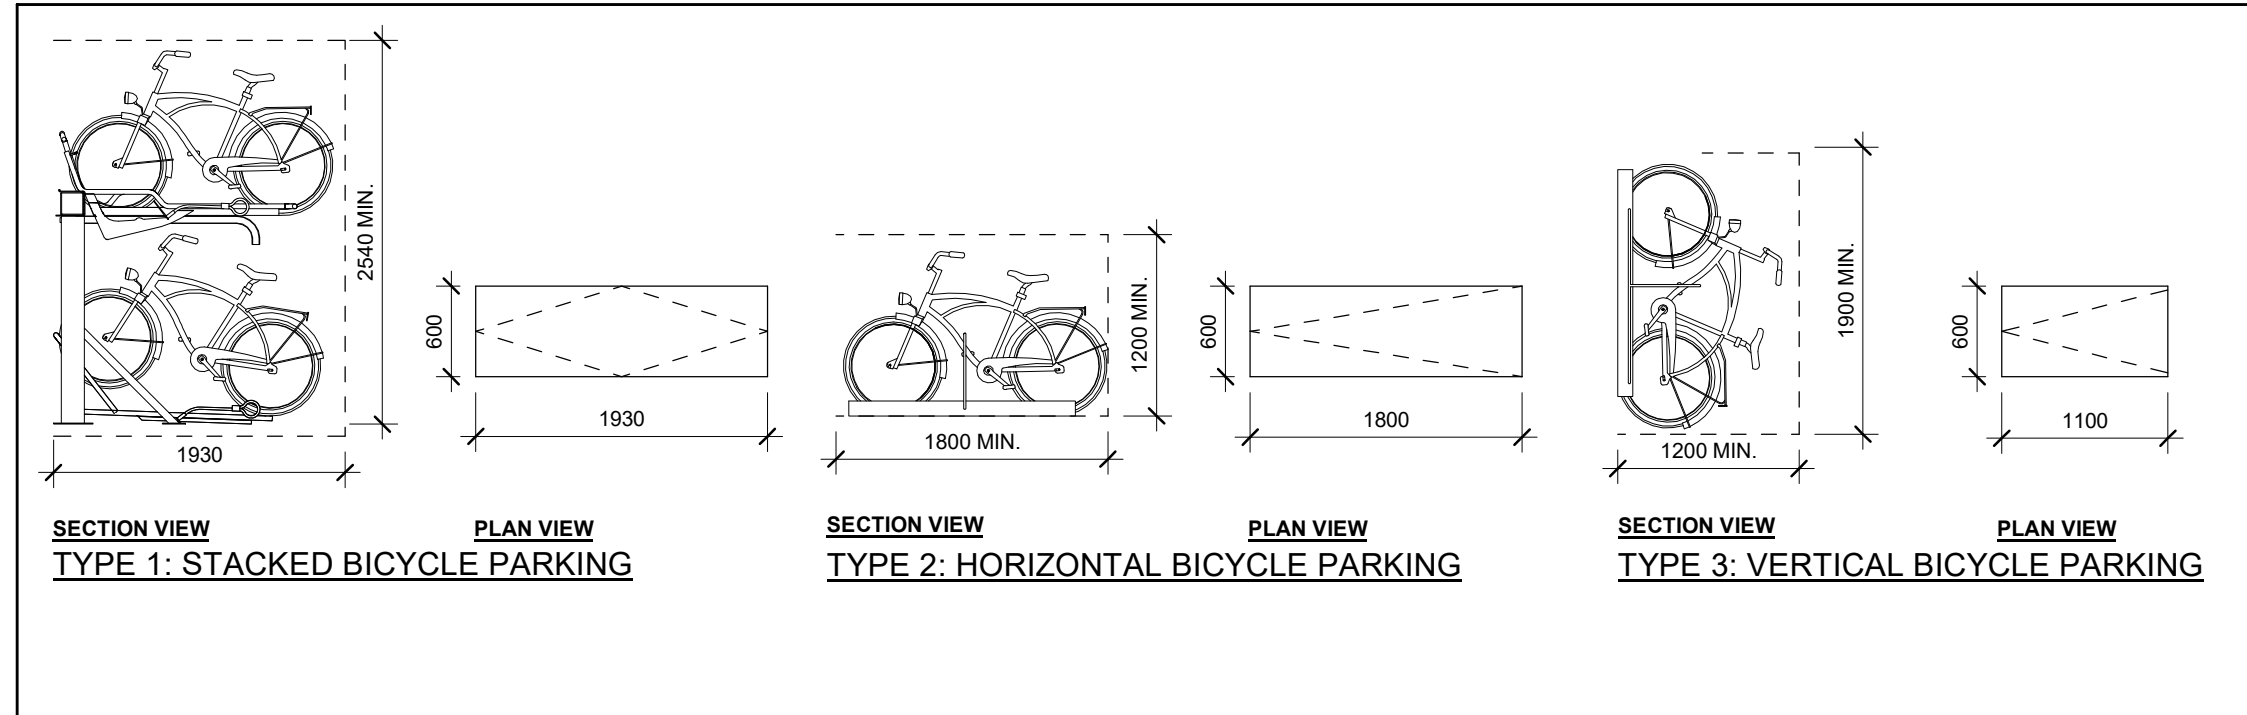 2540 MIN.
1930
600
1930
SECTION VIEW
PLAN VIEW
TYPE 1: STACKED BICYCLE PARKING
1200 MIN.
1800 MIN.
600
1800
SECTION VIEW
PLAN VIEW
TYPE 2: HORIZONTAL BICYCLE PARKING
1900 MIN.
1200 MIN.
600
1100
SECTION VIEW
PLAN VIEW
TYPE 3: VERTICAL BICYCLE PARKING